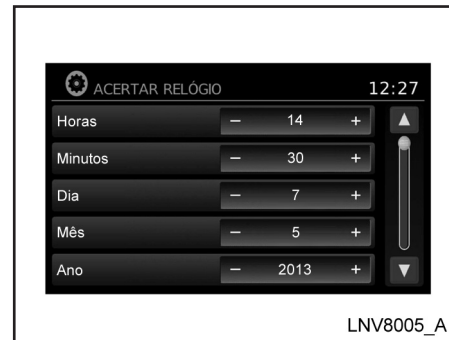 ACERTAR RELÓGIO 12:27
Horas − 14 +
Minutos − 30 +
Dia − 7 +
Mês − 5 +
Ano − 2013 +
LNV8005_A